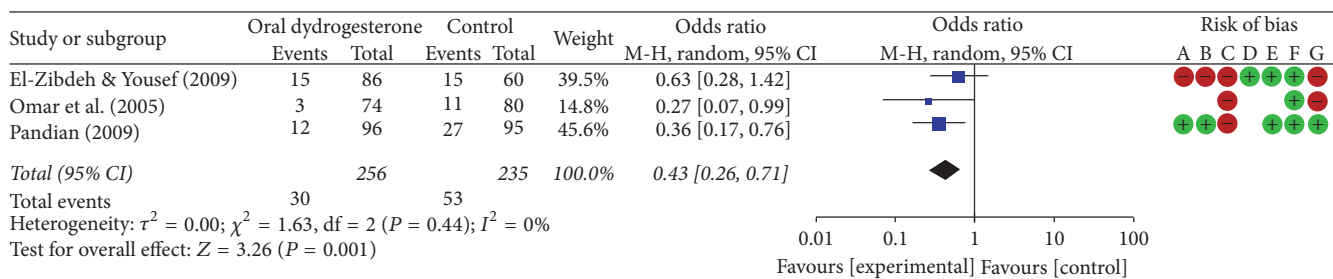 Study or subgroup Oral dydrogesterone Control Weight Odds ratio Odds ratio Risk of bias
Events Total Events Total M-H, random, 95% CI M-H, random, 95% CI A B C D E F G
El-Zibdeh & Yousef (2009) 15 86 15 60 39.5% 0.63 [0.28, 1.42] − − − + + + −
Omar et al. (2005) 3 74 11 80 14.8% 0.27 [0.07, 0.99] − + −
Pandian (2009) 12 96 27 95 45.6% 0.36 [0.17, 0.76] + + − + + +
Total (95% CI) 256 235 100.0% 0.43 [0.26, 0.71]
Total events 30 53
Heterogeneity: τ² = 0.00; χ² = 1.63, df = 2 (P = 0.44); I² = 0%
Test for overall effect: Z = 3.26 (P = 0.001)
0.01 0.1 1 10 100
Favours [experimental] Favours [control]